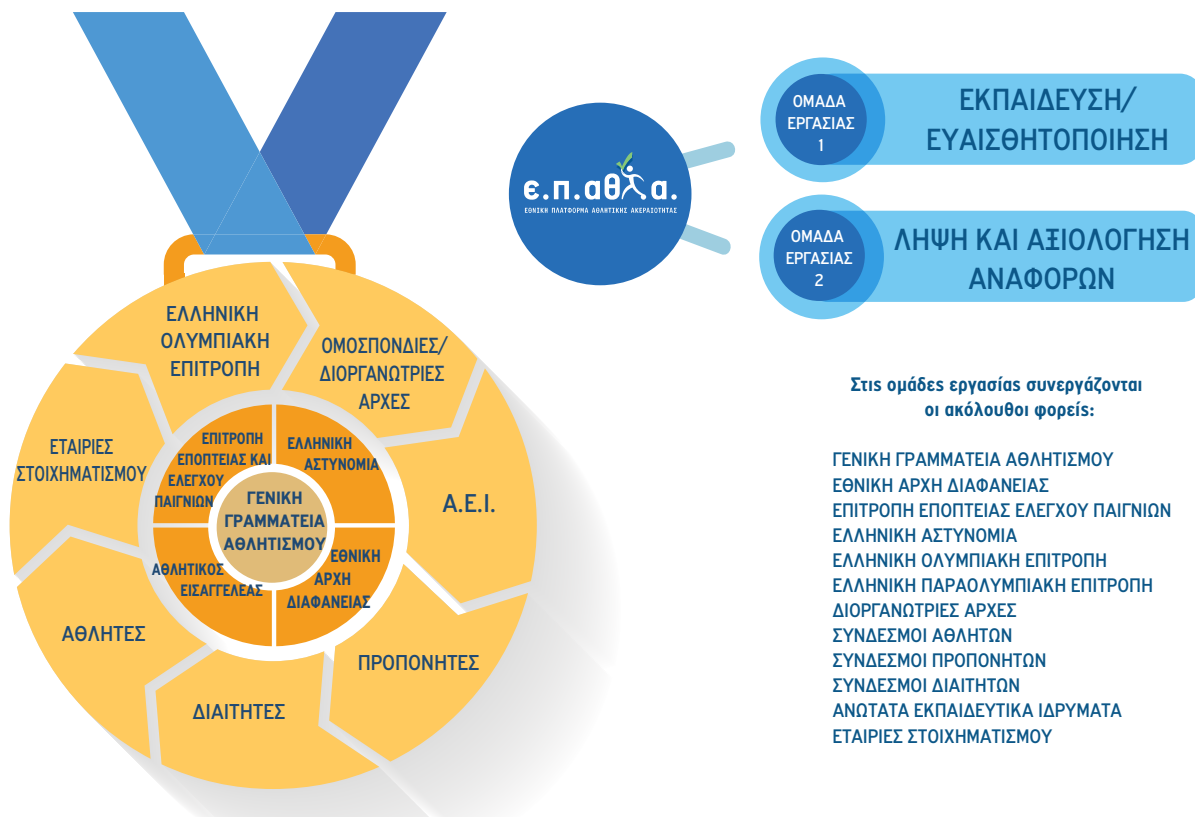 ΕΛΛΗΝΙΚΗ
ΟΛΥΜΠΙΑΚΗ
ΕΠΙΤΡΟΠΗ
ΟΜΟΣΠΟΝΔΙΕΣ/
ΔΙΟΡΓΑΝΩΤΡΙΕΣ
ΑΡΧΕΣ
ΕΤΑΙΡΙΕΣ
ΣΤΟΙΧΗΜΑΤΙΣΜΟΥ
Α.Ε.Ι.
ΑΘΛΗΤΕΣ
ΠΡΟΠΟΝΗΤΕΣ
ΔΙΑΙΤΗΤΕΣ
ΕΠΙΤΡΟΠΗ
ΕΠΟΠΤΕΙΑΣ ΚΑΙ
ΕΛΕΓΧΟΥ
ΠΑΙΓΝΙΩΝ
ΕΛΛΗΝΙΚΗ
ΑΣΤΥΝΟΜΙΑ
ΓΕΝΙΚΗ
ΓΡΑΜΜΑΤΕΙΑ
ΑΘΛΗΤΙΣΜΟΥ
ΑΘΛΗΤΙΚΟΣ
ΕΙΣΑΓΓΕΛΕΑΣ
ΕΘΝΙΚΗ
ΑΡΧΗ
ΔΙΑΦΑΝΕΙΑΣ
ε.π.αθλα.
ΕΘΝΙΚΗ ΠΛΑΤΦΟΡΜΑ ΑΘΛΗΤΙΚΗΣ ΑΚΕΡΑΙΟΤΗΤΑΣ
ΟΜΑΔΑ
ΕΡΓΑΣΙΑΣ
1
ΕΚΠΑΙΔΕΥΣΗ/
ΕΥΑΙΣΘΗΤΟΠΟΙΗΣΗ
ΟΜΑΔΑ
ΕΡΓΑΣΙΑΣ
2
ΛΗΨΗ ΚΑΙ ΑΞΙΟΛΟΓΗΣΗ
ΑΝΑΦΟΡΩΝ
Στις ομάδες εργασίας συνεργάζονται
οι ακόλουθοι φορείς:
ΓΕΝΙΚΗ ΓΡΑΜΜΑΤΕΙΑ ΑΘΛΗΤΙΣΜΟΥ
ΕΘΝΙΚΗ ΑΡΧΗ ΔΙΑΦΑΝΕΙΑΣ
ΕΠΙΤΡΟΠΗ ΕΠΟΠΤΕΙΑΣ ΕΛΕΓΧΟΥ ΠΑΙΓΝΙΩΝ
ΕΛΛΗΝΙΚΗ ΑΣΤΥΝΟΜΙΑ
ΕΛΛΗΝΙΚΗ ΟΛΥΜΠΙΑΚΗ ΕΠΙΤΡΟΠΗ
ΕΛΛΗΝΙΚΗ ΠΑΡΑΟΛΥΜΠΙΑΚΗ ΕΠΙΤΡΟΠΗ
ΔΙΟΡΓΑΝΩΤΡΙΕΣ ΑΡΧΕΣ
ΣΥΝΔΕΣΜΟΙ ΑΘΛΗΤΩΝ
ΣΥΝΔΕΣΜΟΙ ΠΡΟΠΟΝΗΤΩΝ
ΣΥΝΔΕΣΜΟΙ ΔΙΑΙΤΗΤΩΝ
ΑΝΩΤΑΤΑ ΕΚΠΑΙΔΕΥΤΙΚΑ ΙΔΡΥΜΑΤΑ
ΕΤΑΙΡΙΕΣ ΣΤΟΙΧΗΜΑΤΙΣΜΟΥ